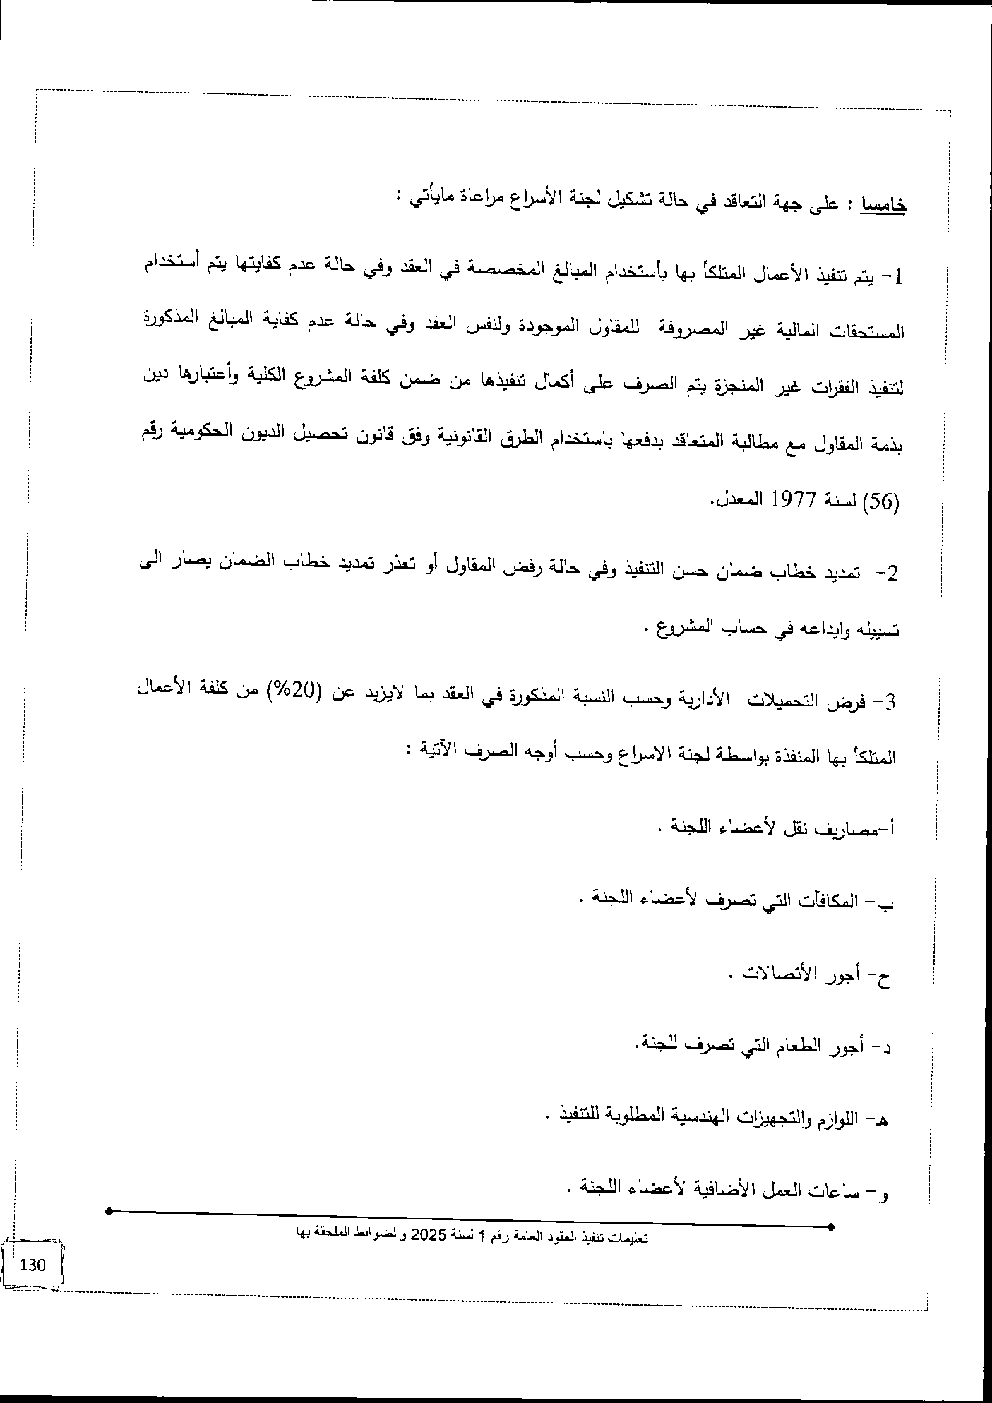 خامسا : على جهة التعاقد في حالة تشكيل لجنة الأسراع مراعاة مايأتي :
1- يتم تنفيذ الأعمال المتلكأ بها بأستخدام المبالغ المخصصة في العقد وفي حالة عدم كفايتها يتم أستخدام
المستحقات المالية غير المصروفة للمقاول الموجودة ولنفس العقد وفي حالة عدم كفاية المبالغ المذكورة
لتنفيذ الفقرات غير المنجزة يتم الصرف على أكمال تنفيذها من ضمن كلفة المشروع الكلية وأعتبارها دين
بذمة المقاول مع مطالبة المتعاقد بدفعها باستخدام الطرق القانونية وفق قانون تحصيل الديون الحكومية رقم
(56) لسنة 1977 المعدل.
2- تمديد خطاب ضمان حسن التنفيذ وفي حالة رفض المقاول أو تعذر تمديد خطاب الضمان يصار الى
تسييله وايداعه في حساب المشروع .
3- فرض التحميلات الأدارية وحسب النسبة المذكورة في العقد بما لايزيد عن (20%) من كلفة الأعمال
المتلكأ بها المنفذة بواسطة لجنة الاسراع وحسب أوجه الصرف الآتية :
أ-مصاريف نقل لأعضاء اللجنة .
ب- المكافآت التي تصرف لأعضاء اللجنة .
ج- أجور الأتصالات .
د- أجور الطعام التي تصرف للجنة.
هـ- اللوازم والتجهيزات الهندسية المطلوبة للتنفيذ .
و- ساعات العمل الأضافية لأعضاء اللجنة .
تعليمات تنفيذ العقود العامة رقم 1 لسنة 2025 والضوابط الملحقة بها
130